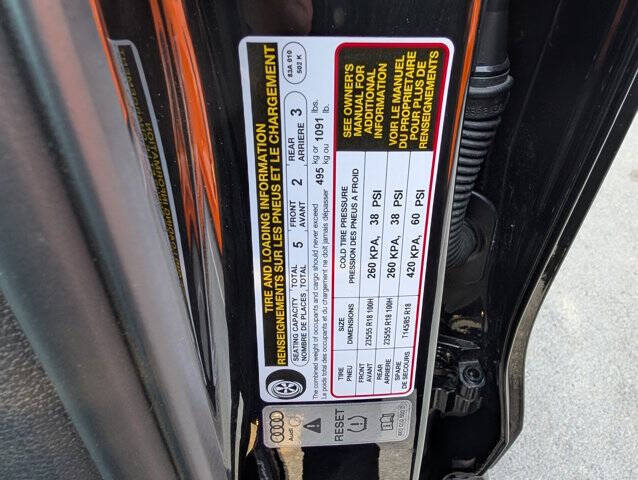 TIRE AND LOADING INFORMATION
RENSEIGNEMENTS SUR LES PNEUS ET LE CHARGEMENT
83A 010
502 K
SEATING CAPACITY TOTAL 5 FRONT 2 REAR 3
NOMBRE DE PLACES TOTAL AVANT ARRIERE
The combined weight of occupants and cargo should never exceed 495 kg or 1091 lbs.
Le poids total des occupants et du chargement ne doit jamais dépasser kg ou lb.
TIRE SIZE COLD TIRE PRESSURE
PNEU DIMENSIONS PRESSION DES PNEUS A FROID
FRONT
AVANT 235/55 R18 100H 260 KPA, 38 PSI
REAR
ARRIERE 235/55 R18 100H 260 KPA, 38 PSI
SPARE
DE SECOURS T145/85 R18 420 KPA, 60 PSI
SEE OWNER'S
MANUAL FOR
ADDITIONAL
INFORMATION
VOIR LE MANUEL
DU PROPRIETAIRE
POUR PLUS DE
RENSEIGNEMENTS
Audi
RESET